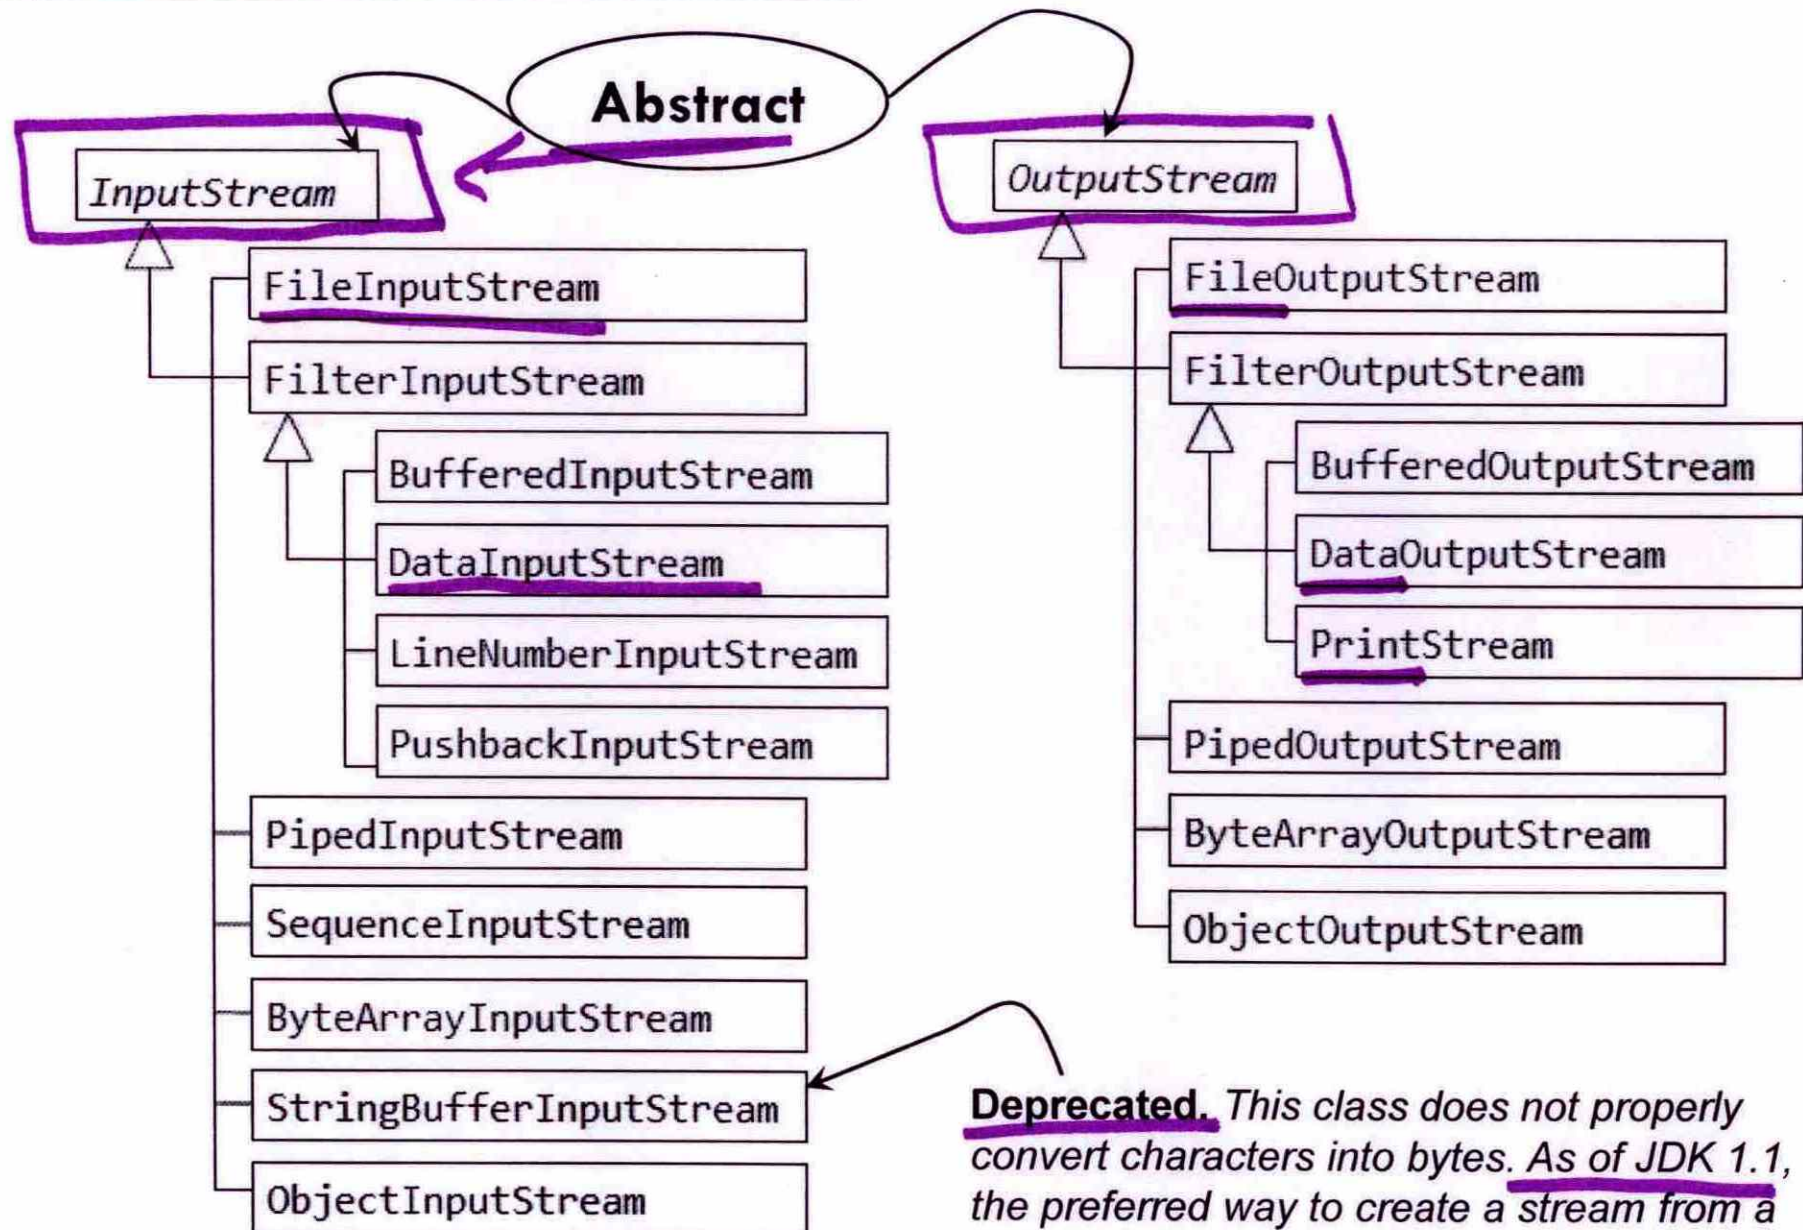 Abstract
InputStream
FileInputStream
FilterInputStream
BufferedInputStream
DataInputStream
LineNumberInputStream
PushbackInputStream
PipedInputStream
SequenceInputStream
ByteArrayInputStream
StringBufferInputStream
ObjectInputStream
OutputStream
FileOutputStream
FilterOutputStream
BufferedOutputStream
DataOutputStream
PrintStream
PipedOutputStream
ByteArrayOutputStream
ObjectOutputStream
Deprecated. This class does not properly
convert characters into bytes. As of JDK 1.1,
the preferred way to create a stream from a